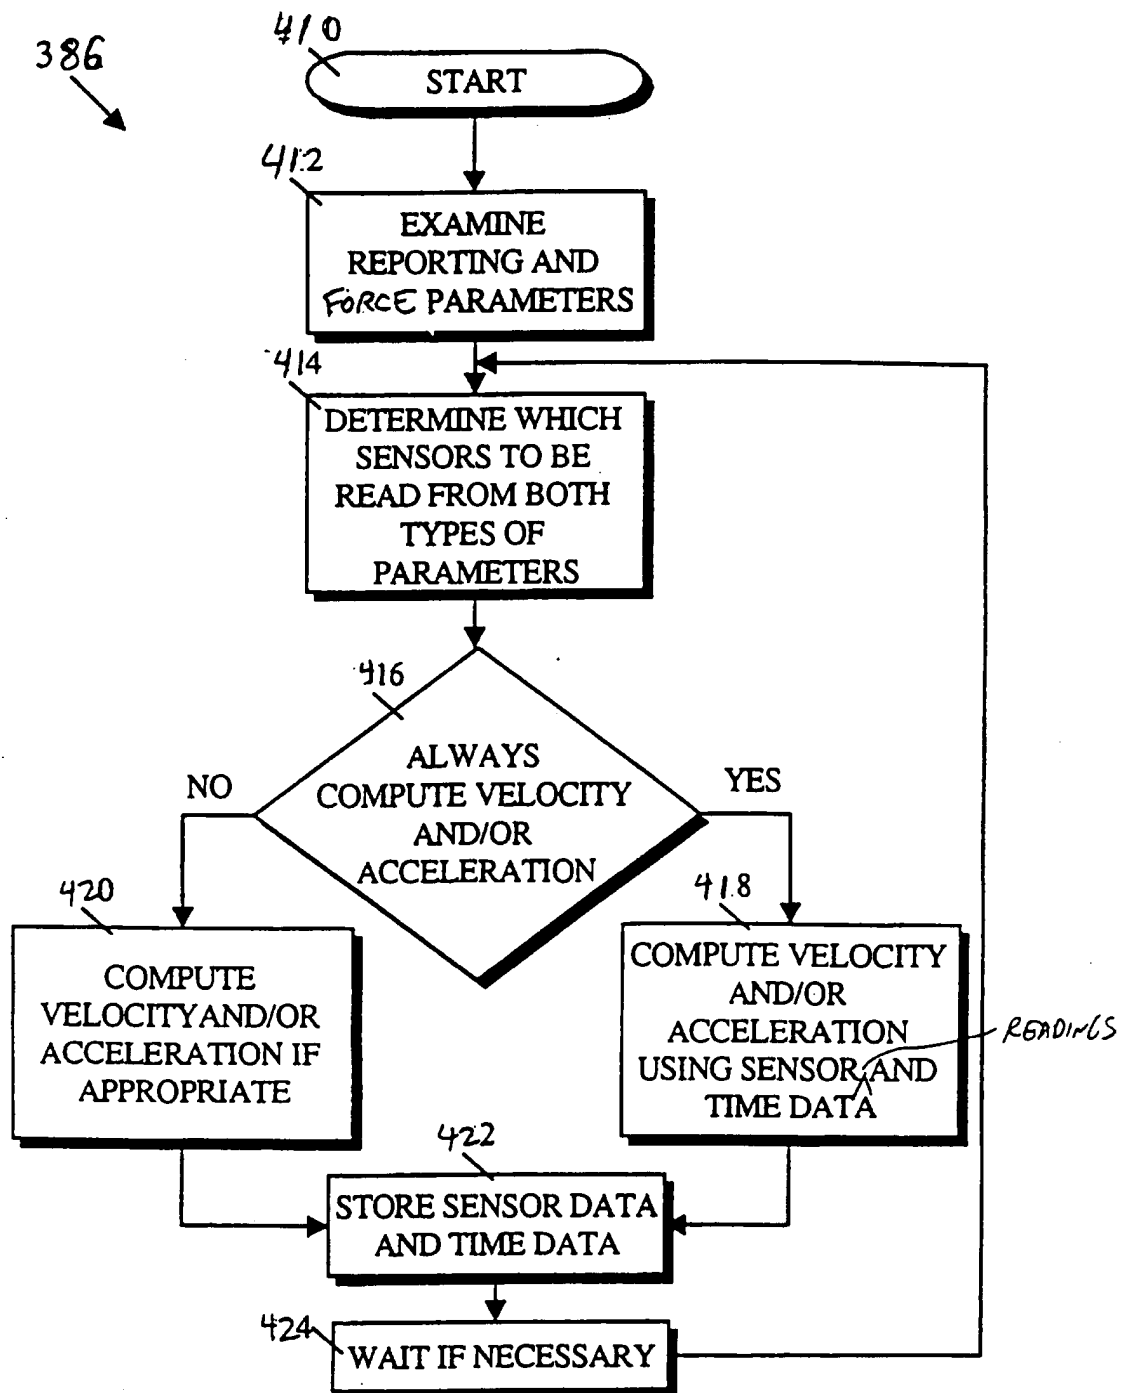 410
386
START
412
EXAMINE
REPORTING AND
FORCE PARAMETERS
414
DETERMINE WHICH
SENSORS TO BE
READ FROM BOTH
TYPES OF
PARAMETERS
416
ALWAYS
COMPUTE VELOCITY
AND/OR
ACCELERATION
NO
YES
420
COMPUTE
VELOCITYAND/OR
ACCELERATION IF
APPROPRIATE
418
COMPUTE VELOCITY
AND/OR
ACCELERATION
USING SENSOR AND
TIME DATA
READINGS
422
STORE SENSOR DATA
AND TIME DATA
424
WAIT IF NECESSARY